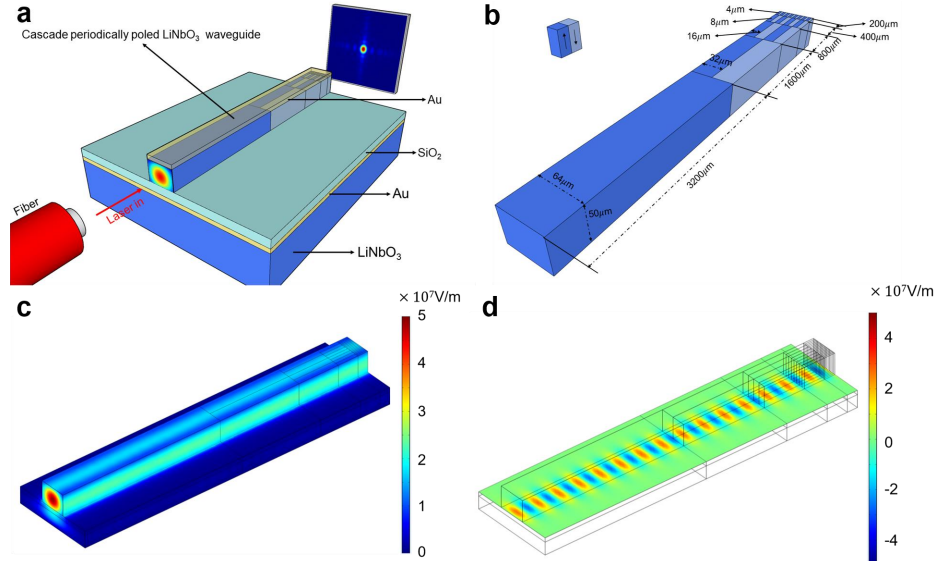 a
Cascade periodically poled LiNbO₃ waveguide
Au
SiO₂
Au
LiNbO₃
Fiber
Laser in
b
4μm
8μm
16μm
32μm
200μm
400μm
800μm
1600μm
3200μm
64μm
50μm
c
× 10⁷V/m
5
4
3
2
1
0
d
× 10⁷V/m
4
2
0
-2
-4